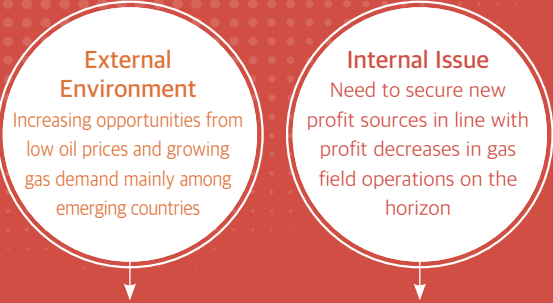 External
Environment
Increasing opportunities from
low oil prices and growing
gas demand mainly among
emerging countries
Internal Issue
Need to secure new
profit sources in line with
profit decreases in gas
field operations on the
horizon